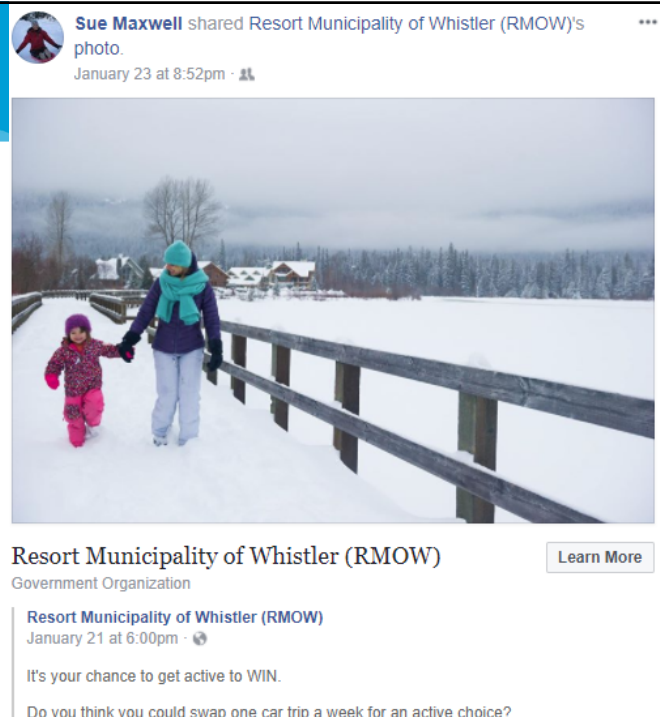 Sue Maxwell shared Resort Municipality of Whistler (RMOW)'s
photo.
January 23 at 8:52pm ·
Resort Municipality of Whistler (RMOW)
Learn More
Government Organization
Resort Municipality of Whistler (RMOW)
January 21 at 6:00pm ·
It's your chance to get active to WIN.
Do you think you could swap one car trip a week for an active choice?